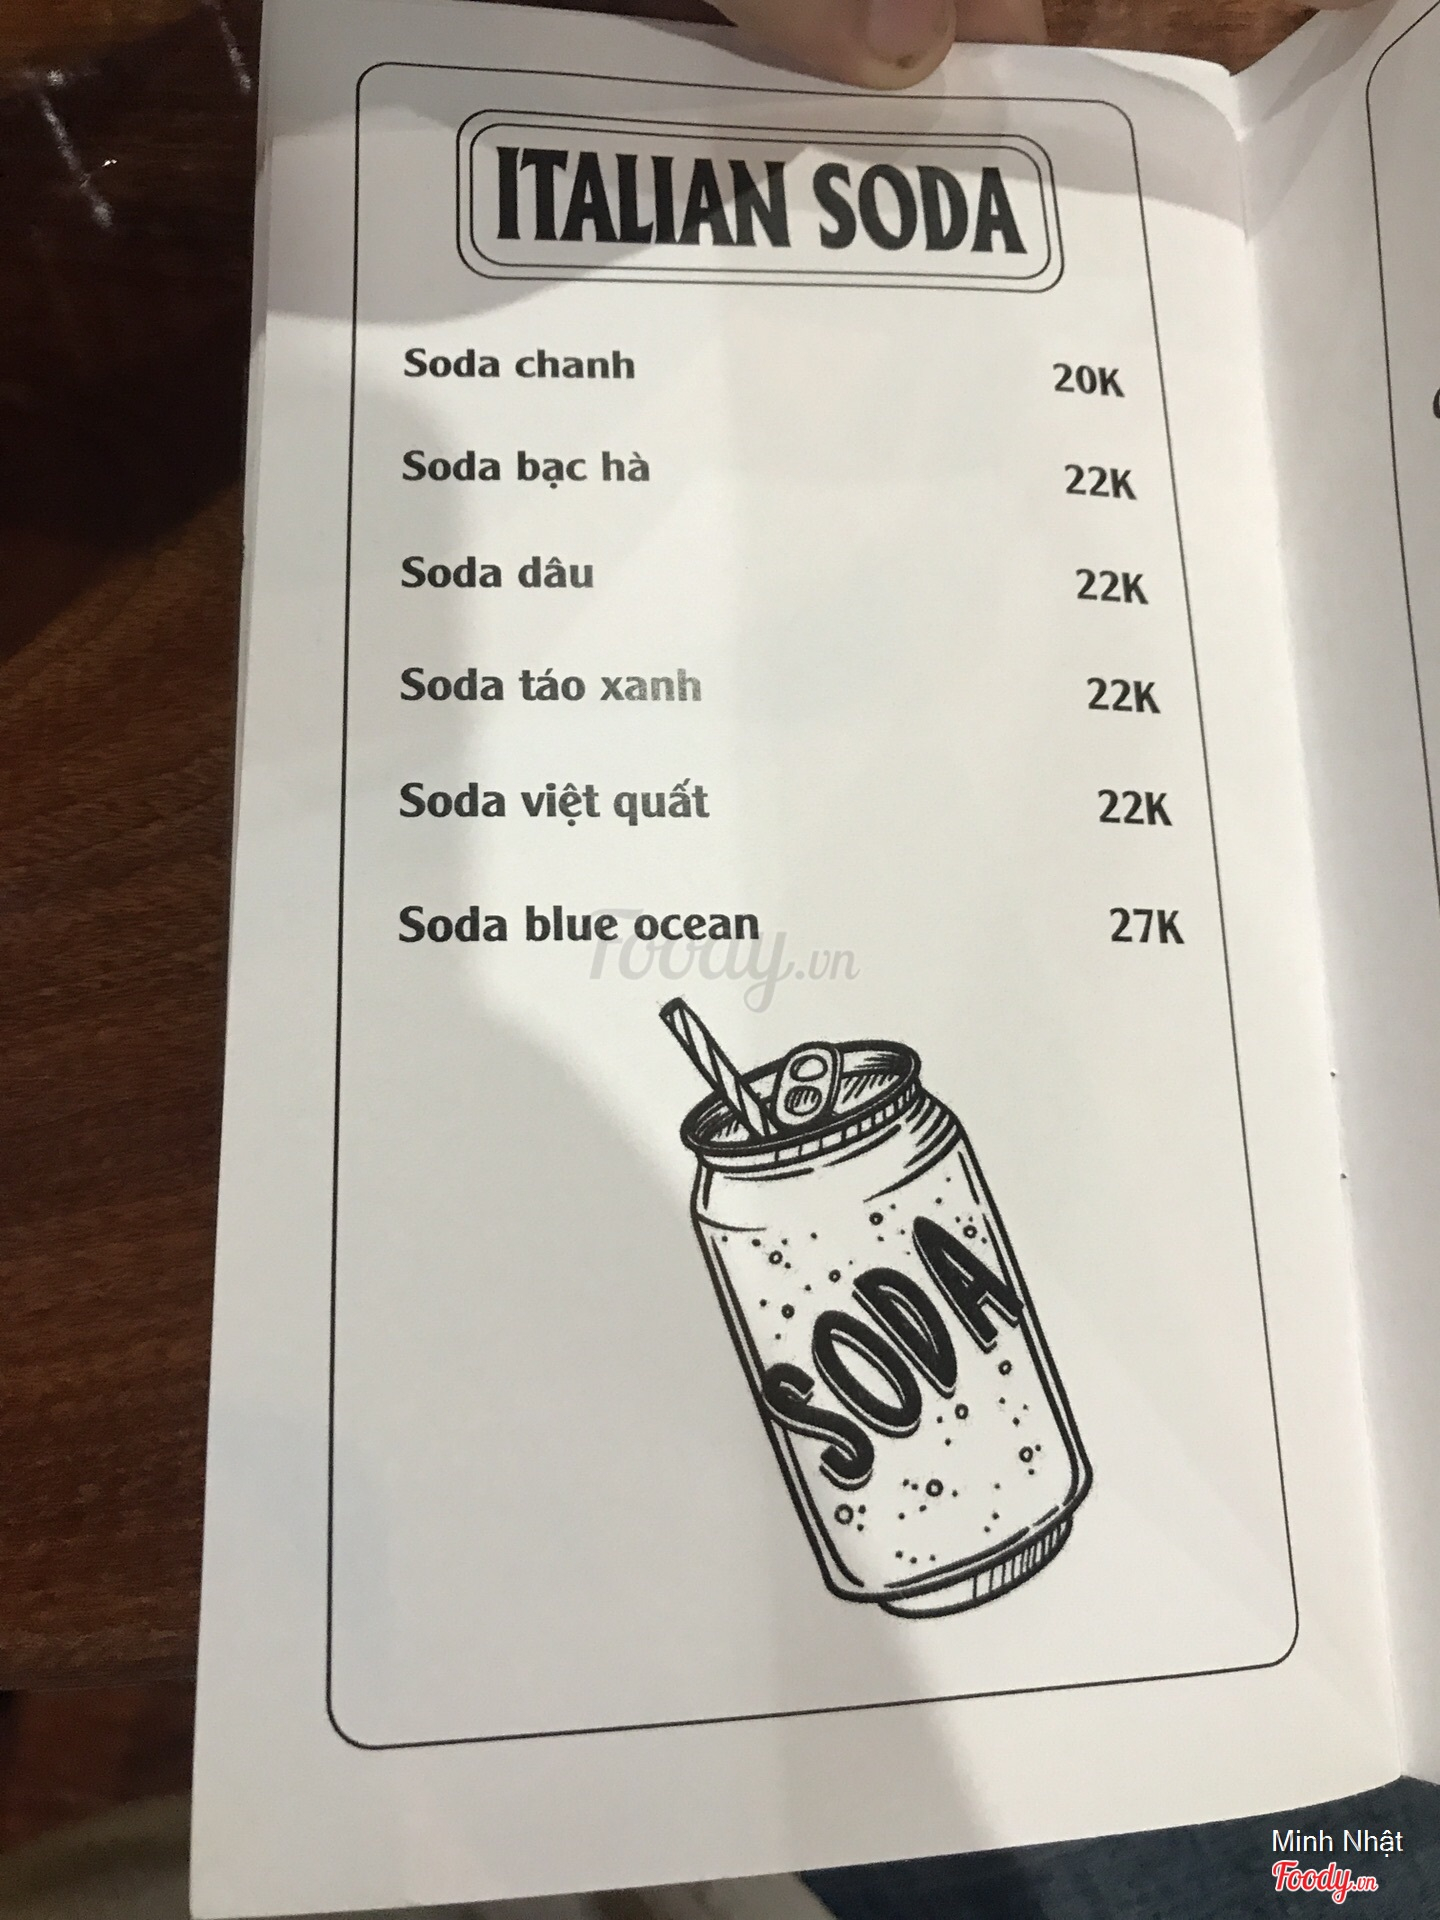 ITALIAN SODA
Soda chanh 20K
Soda bạc hà 22K
Soda dâu 22K
Soda táo xanh 22K
Soda việt quất 22K
Soda blue ocean 27K
Foody.vn
SODA
Minh Nhật
Foody.vn